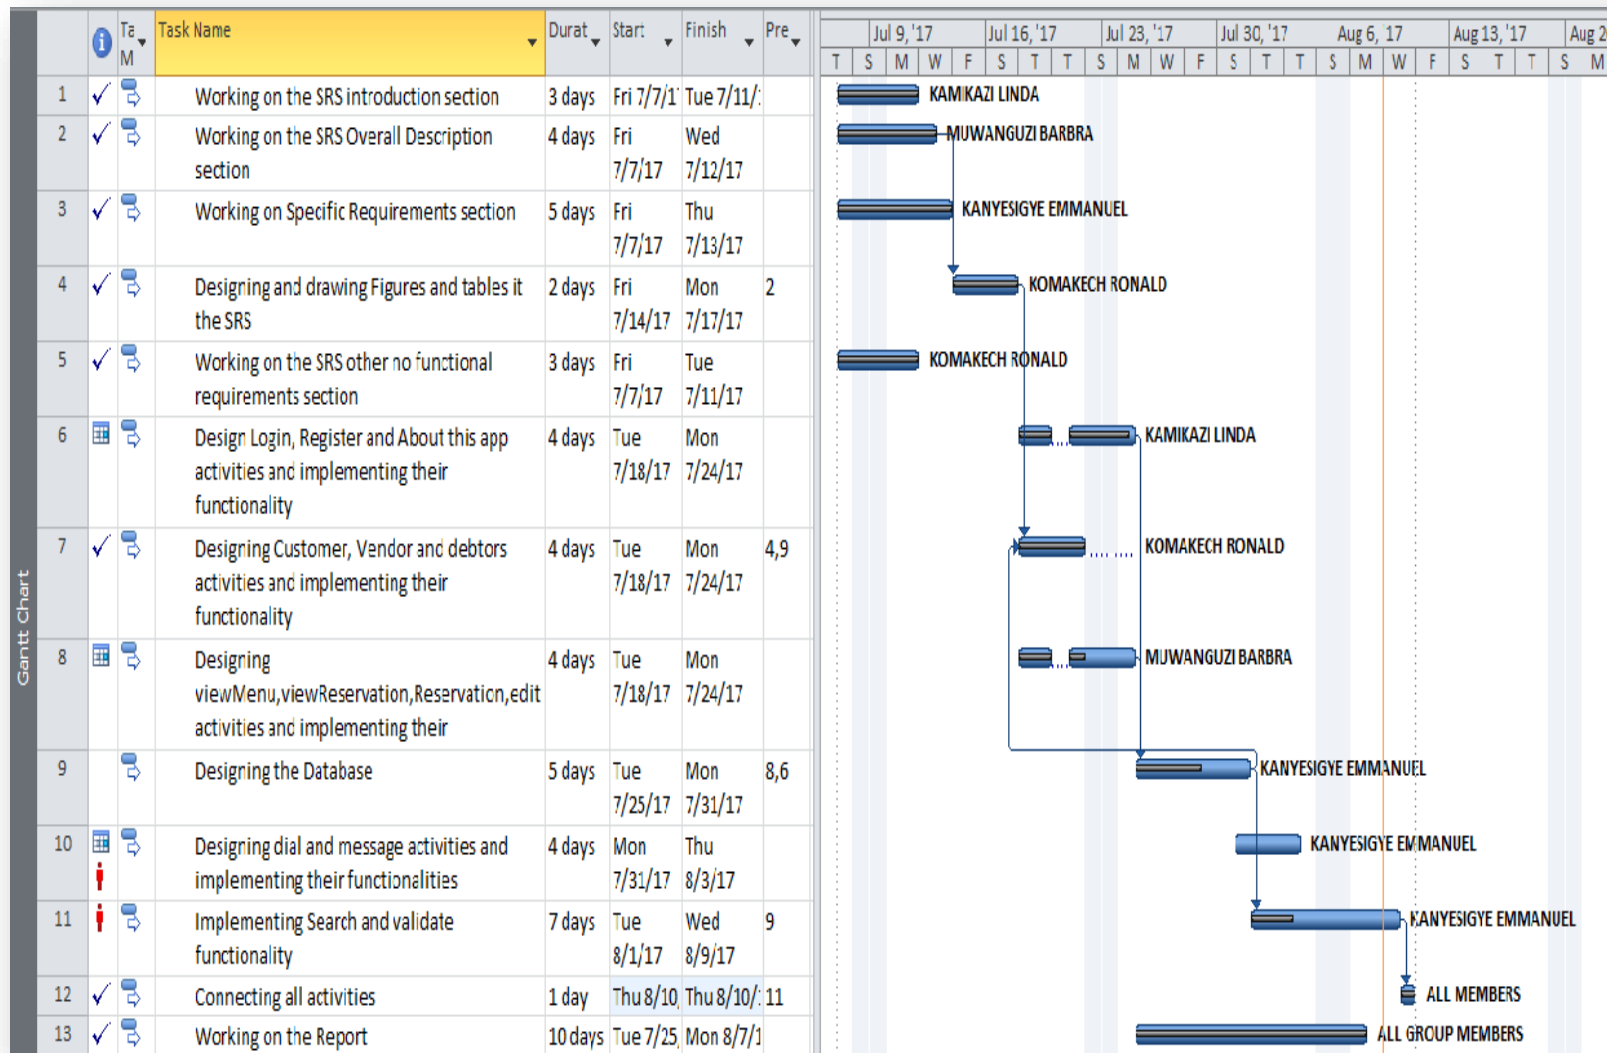 Ta M Task Name Durat Start Finish Pre
Jul 9, '17 Jul 16, '17 Jul 23, '17 Jul 30, '17 Aug 6, 17 Aug 13, '17 Aug 2
T S M W F S T T S M W F S T T S M W F S T T S M
Gantt Chart
1 Working on the SRS introduction section 3 days Fri 7/7/1 Tue 7/11/ KAMIKAZI LINDA
2 Working on the SRS Overall Description 4 days Fri Wed MUWANGUZI BARBRA
section 7/7/17 7/12/17
3 Working on Specific Requirements section 5 days Fri Thu KANYESIGYE EMMANUEL
7/7/17 7/13/17
4 Designing and drawing Figures and tables it 2 days Fri Mon 2 KOMAKECH RONALD
the SRS 7/14/17 7/17/17
5 Working on the SRS other no functional 3 days Fri Tue KOMAKECH RONALD
requirements section 7/7/17 7/11/17
6 Design Login, Register and About this app 4 days Tue Mon KAMIKAZI LINDA
activities and implementing their 7/18/17 7/24/17
functionality
7 Designing Customer, Vendor and debtors 4 days Tue Mon 4,9 KOMAKECH RONALD
activities and implementing their 7/18/17 7/24/17
functionality
8 Designing 4 days Tue Mon MUWANGUZI BARBRA
viewMenu,viewReservation,Reservation,edit 7/18/17 7/24/17
activities and implementing their
9 Designing the Database 5 days Tue Mon 8,6 KANYESIGYE EMMANUEL
7/25/17 7/31/17
10 Designing dial and message activities and 4 days Mon Thu KANYESIGYE EMMANUEL
implementing their functionalities 7/31/17 8/3/17
11 Implementing Search and validate 7 days Tue Wed 9 KANYESIGYE EMMANUEL
functionality 8/1/17 8/9/17
12 Connecting all activities 1 day Thu 8/10 Thu 8/10/ 11 ALL MEMBERS
13 Working on the Report 10 days Tue 7/25 Mon 8/7/1 ALL GROUP MEMBERS